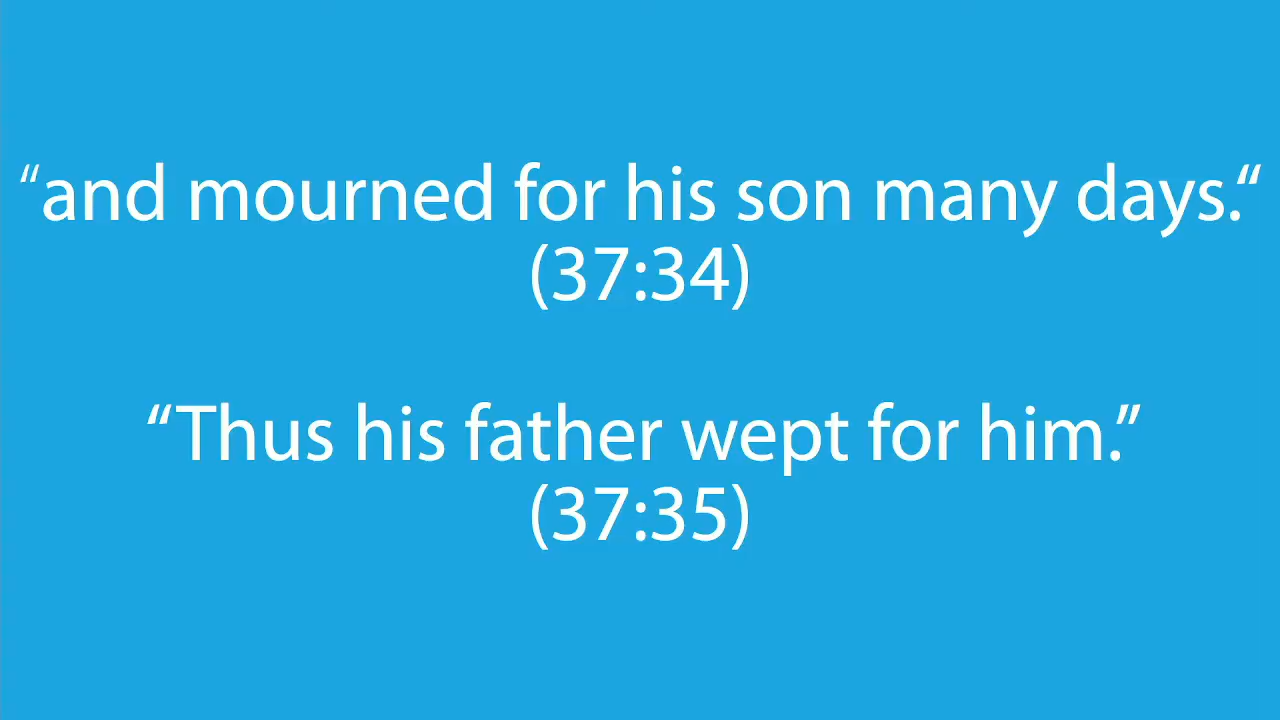 “and mourned for his son many days.“
(37:34)
“Thus his father wept for him.”
(37:35)